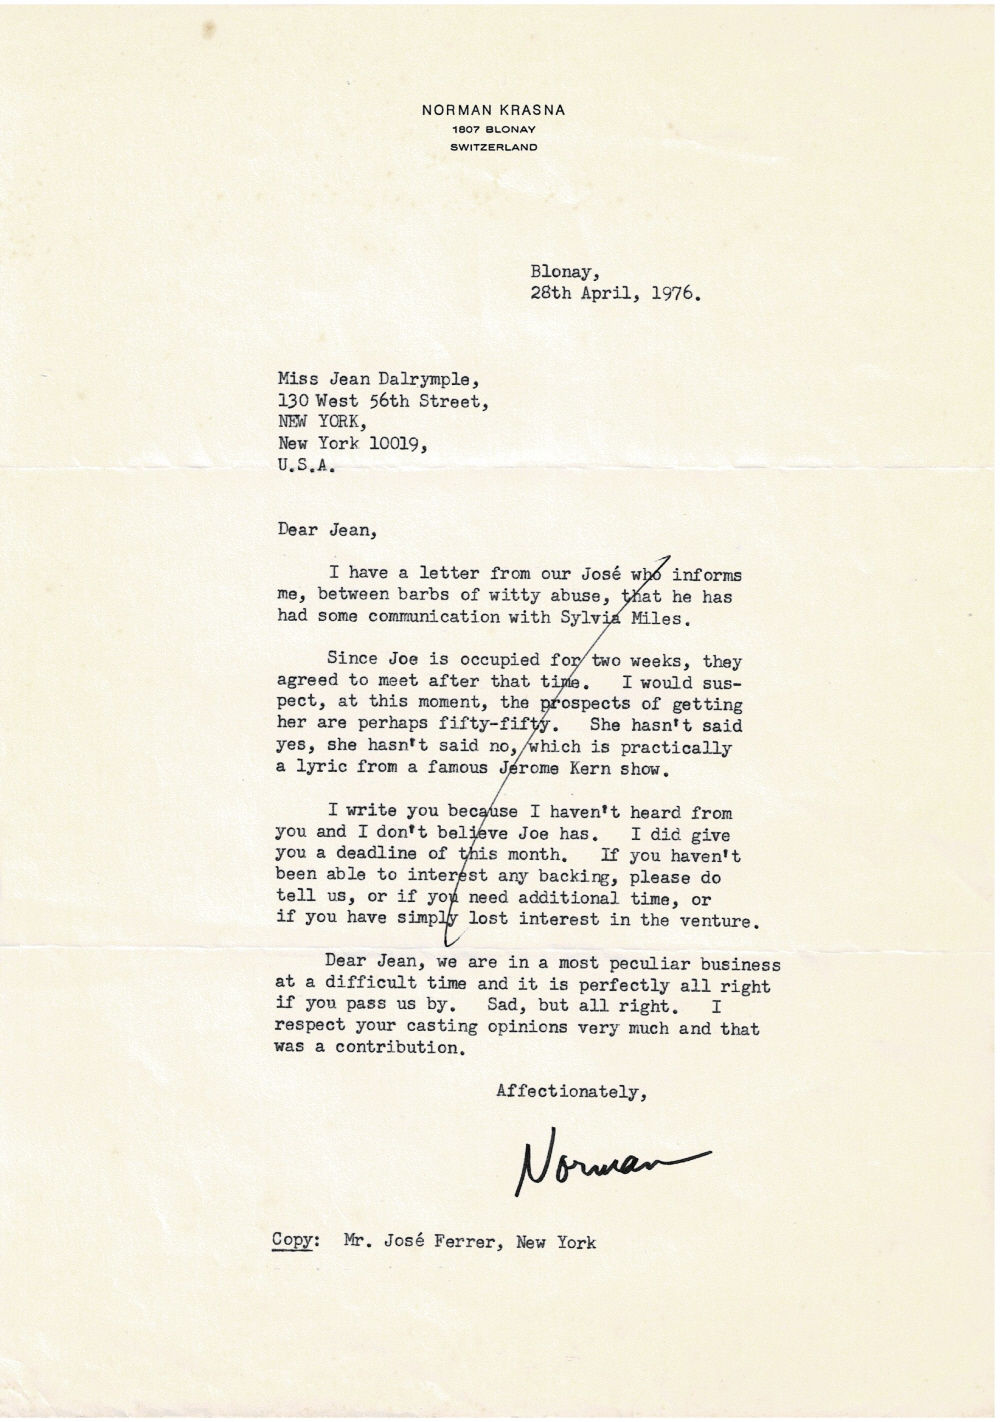 NORMAN KRASNA
1807 BLONAY
SWITZERLAND
Blonay,
28th April, 1976.
Miss Jean Dalrymple,
130 West 56th Street,
NEW YORK,
New York 10019,
U.S.A.
Dear Jean,
I have a letter from our José who informs
me, between barbs of witty abuse, that he has
had some communication with Sylvia Miles.
Since Joe is occupied for two weeks, they
agreed to meet after that time. I would sus-
pect, at this moment, the prospects of getting
her are perhaps fifty-fifty. She hasn't said
yes, she hasn't said no, which is practically
a lyric from a famous Jerome Kern show.
I write you because I haven't heard from
you and I don't believe Joe has. I did give
you a deadline of this month. If you haven't
been able to interest any backing, please do
tell us, or if you need additional time, or
if you have simply lost interest in the venture.
Dear Jean, we are in a most peculiar business
at a difficult time and it is perfectly all right
if you pass us by. Sad, but all right. I
respect your casting opinions very much and that
was a contribution.
Affectionately,
Norman
Copy: Mr. José Ferrer, New York